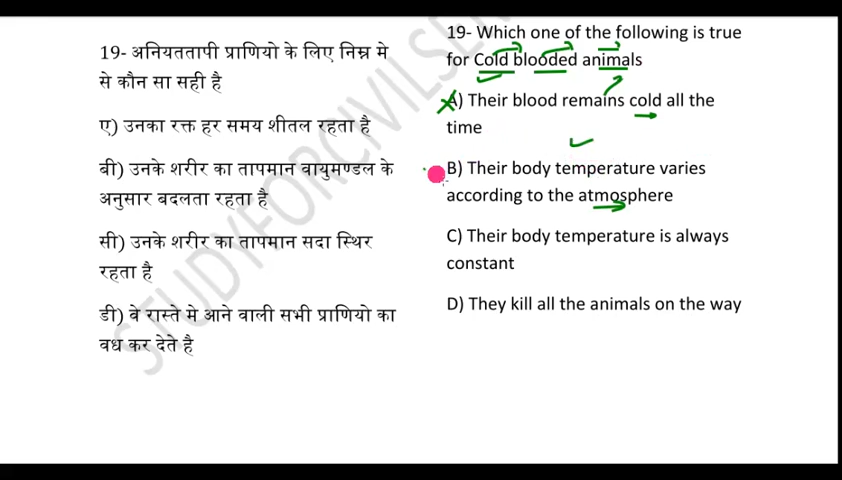 19- अनियततापी प्राणियो के लिए निम्न मे
से कौन सा सही है
ए) उनका रक्त हर समय शीतल रहता है
बी) उनके शरीर का तापमान वायुमण्डल के
अनुसार बदलता रहता है
सी) उनके शरीर का तापमान सदा स्थिर
रहता है
डी) वे रास्ते मे आने वाली सभी प्राणियो का
वध कर देते है
19- Which one of the following is true
for Cold blooded animals
A) Their blood remains cold all the
time
B) Their body temperature varies
according to the atmosphere
C) Their body temperature is always
constant
D) They kill all the animals on the way
STUDYFORCIVILSER